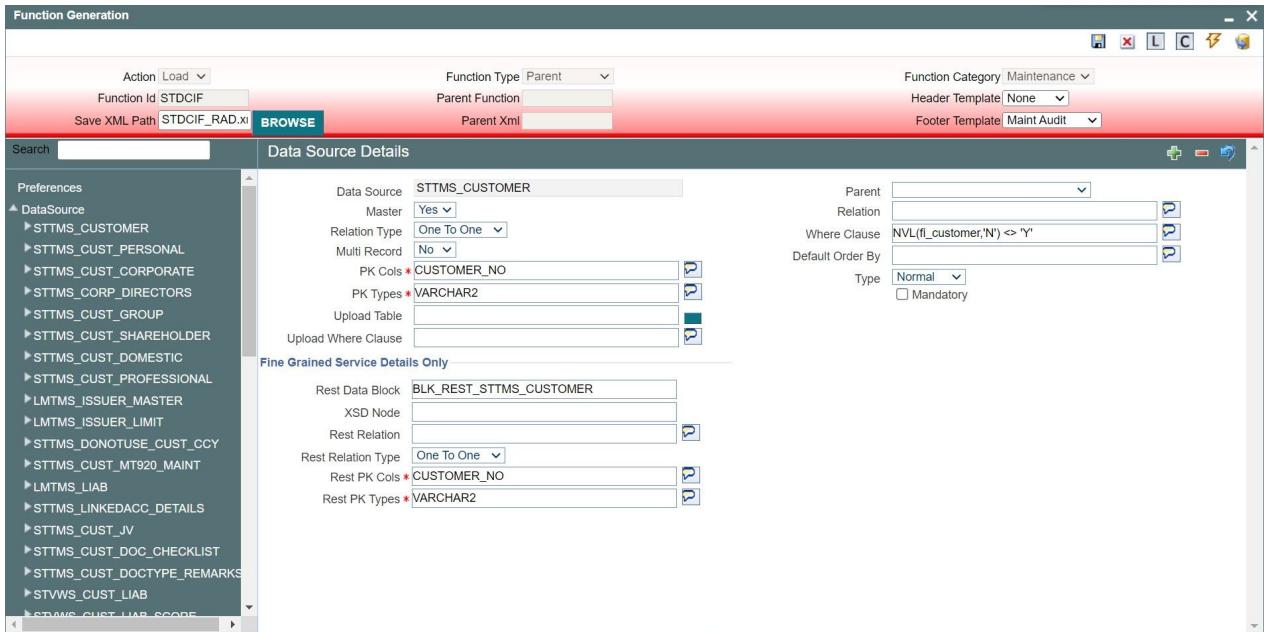 Function Generation
L C
Action Load Function Type Parent Function Category Maintenance
Function Id STDCIF Parent Function Header Template None
Save XML Path STDCIF_RAD.x BROWSE Parent Xml Footer Template Maint Audit
Search
Data Source Details
Preferences
DataSource
STTMS_CUSTOMER
STTMS_CUST_PERSONAL
STTMS_CUST_CORPORATE
STTMS_CORP_DIRECTORS
STTMS_CUST_GROUP
STTMS_CUST_SHAREHOLDER
STTMS_CUST_DOMESTIC
STTMS_CUST_PROFESSIONAL
LMTMS_ISSUER_MASTER
LMTMS_ISSUER_LIMIT
STTMS_DONOTUSE_CUST_CCY
STTMS_CUST_MT920_MAINT
LMTMS_LIAB
STTMS_LINKEDACC_DETAILS
STTMS_CUST_JV
STTMS_CUST_DOC_CHECKLIST
STTMS_CUST_DOCTYPE_REMARKS
STVWS_CUST_LIAB
STVWS_CUST_LIAB_SCORE
Data Source STTMS_CUSTOMER
Master Yes
Relation Type One To One
Multi Record No
PK Cols * CUSTOMER_NO
PK Types * VARCHAR2
Upload Table
Upload Where Clause
Parent
Relation
Where Clause NVL(fi_customer,'N') <> 'Y'
Default Order By
Type Normal
Mandatory
Fine Grained Service Details Only
Rest Data Block BLK_REST_STTMS_CUSTOMER
XSD Node
Rest Relation
Rest Relation Type One To One
Rest PK Cols * CUSTOMER_NO
Rest PK Types * VARCHAR2